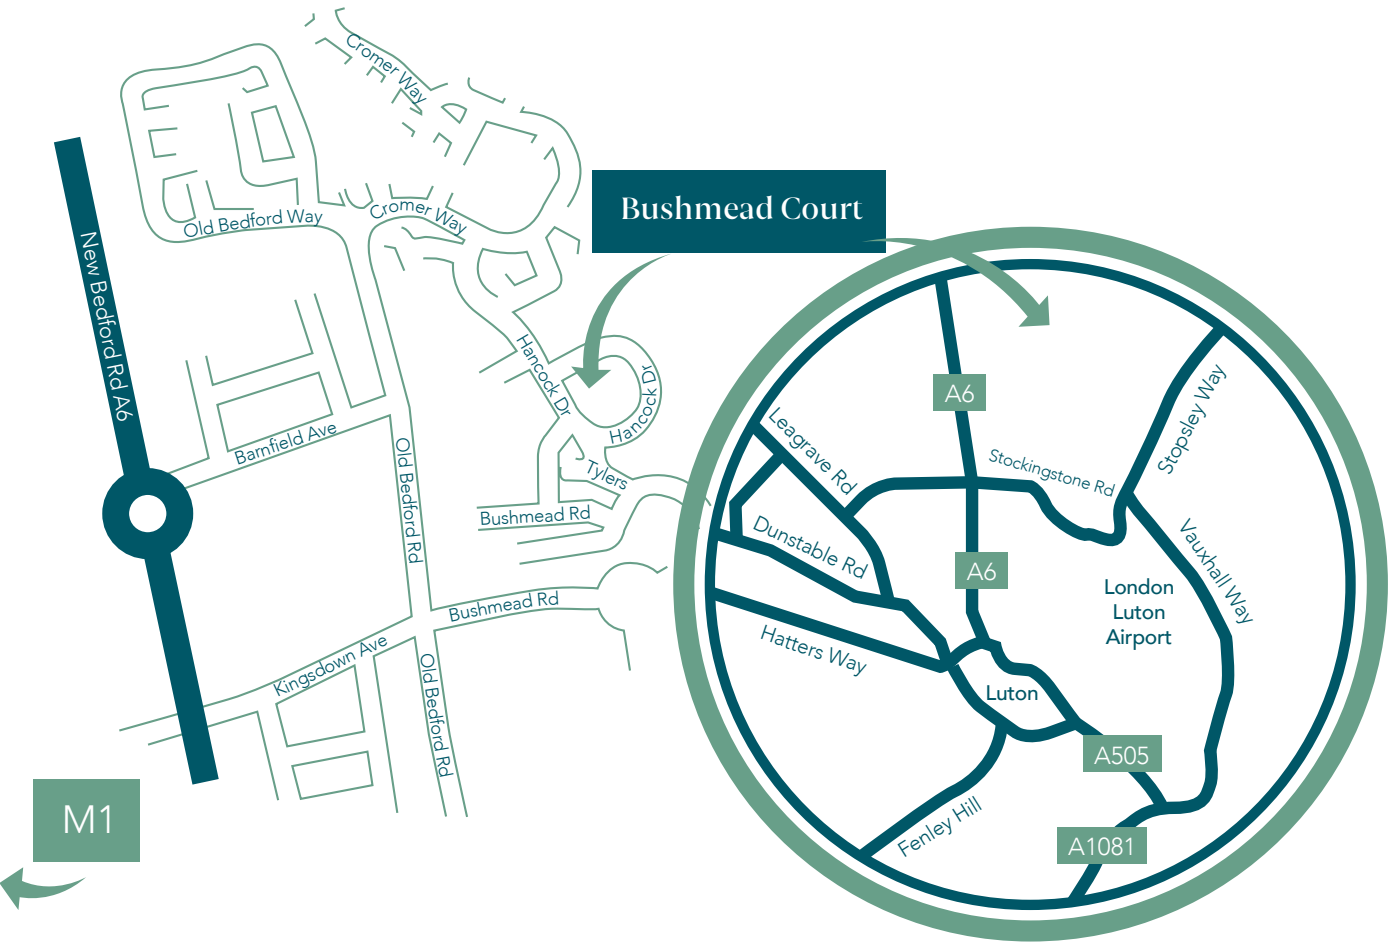 Cromer Way
Old Bedford Way
Cromer Way
Bushmead Court
New Bedford Rd A6
Hancock Dr
Hancock Dr
Barnfield Ave
Old Bedford Rd
Tylers
Bushmead Rd
Bushmead Rd
Kingsdown Ave
Old Bedford Rd
M1
A6
Stopsley Way
Leagrave Rd
Stockingstone Rd
Dunstable Rd
A6
Vauxhall Way
London
Luton
Airport
Hatters Way
Luton
A505
Fenley Hill
A1081